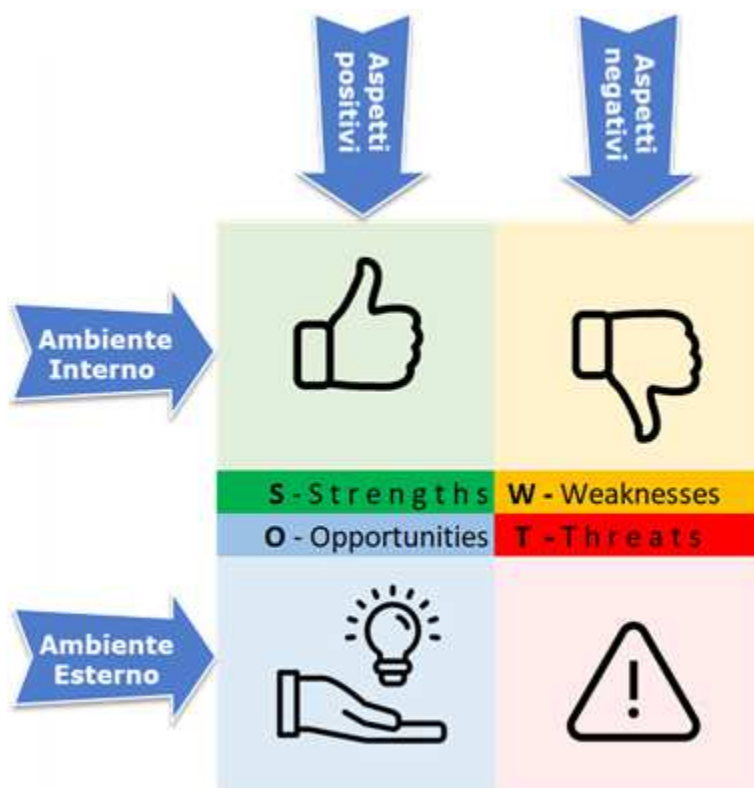 Aspetti
positivi
Aspetti
negativi
Ambiente
Interno
S - Strengths
W - Weaknesses
O - Opportunities
T - Threats
Ambiente
Esterno